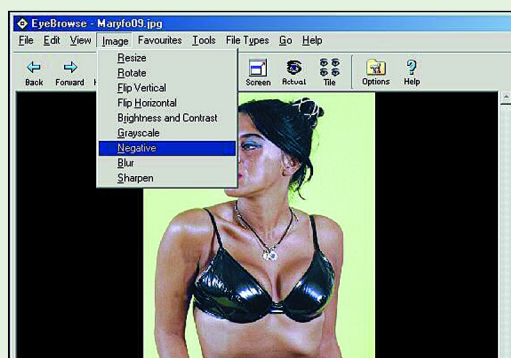 EyeBrowse - Maryfo09.jpg
File Edit View Image Favourites Tools File Types Go Help
Resize
Rotate
Flip Vertical
Flip Horizontal
Brightness and Contrast
Grayscale
Negative
Blur
Sharpen
Back Forward Screen Actual Tile Options Help